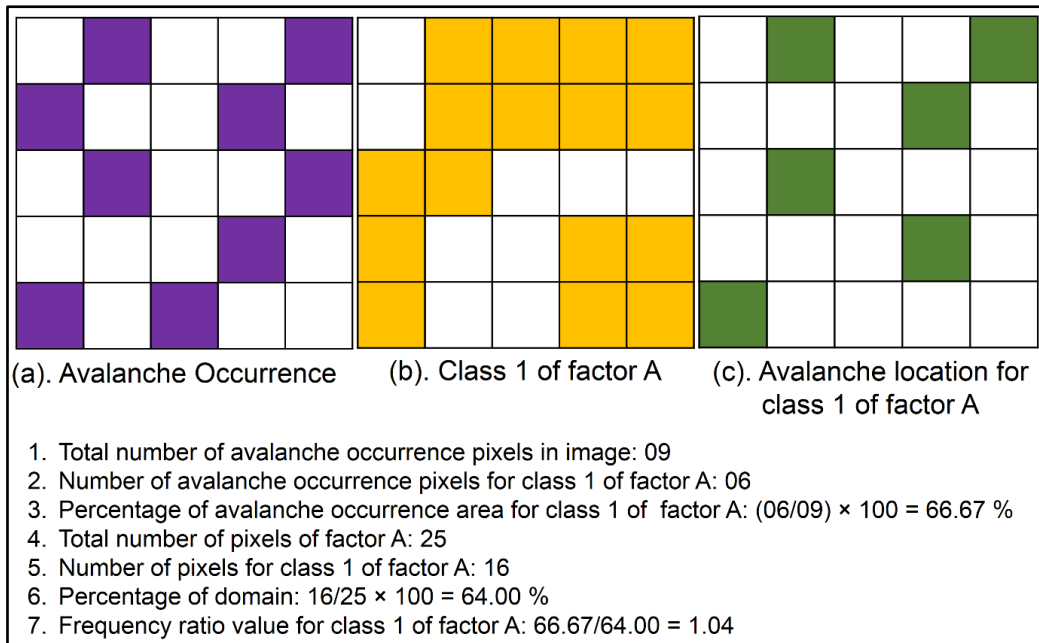 (a). Avalanche Occurrence
(b). Class 1 of factor A
(c). Avalanche location for
class 1 of factor A
1. Total number of avalanche occurrence pixels in image: 09
2. Number of avalanche occurrence pixels for class 1 of factor A: 06
3. Percentage of avalanche occurrence area for class 1 of factor A: (06/09) × 100 = 66.67 %
4. Total number of pixels of factor A: 25
5. Number of pixels for class 1 of factor A: 16
6. Percentage of domain: 16/25 × 100 = 64.00 %
7. Frequency ratio value for class 1 of factor A: 66.67/64.00 = 1.04